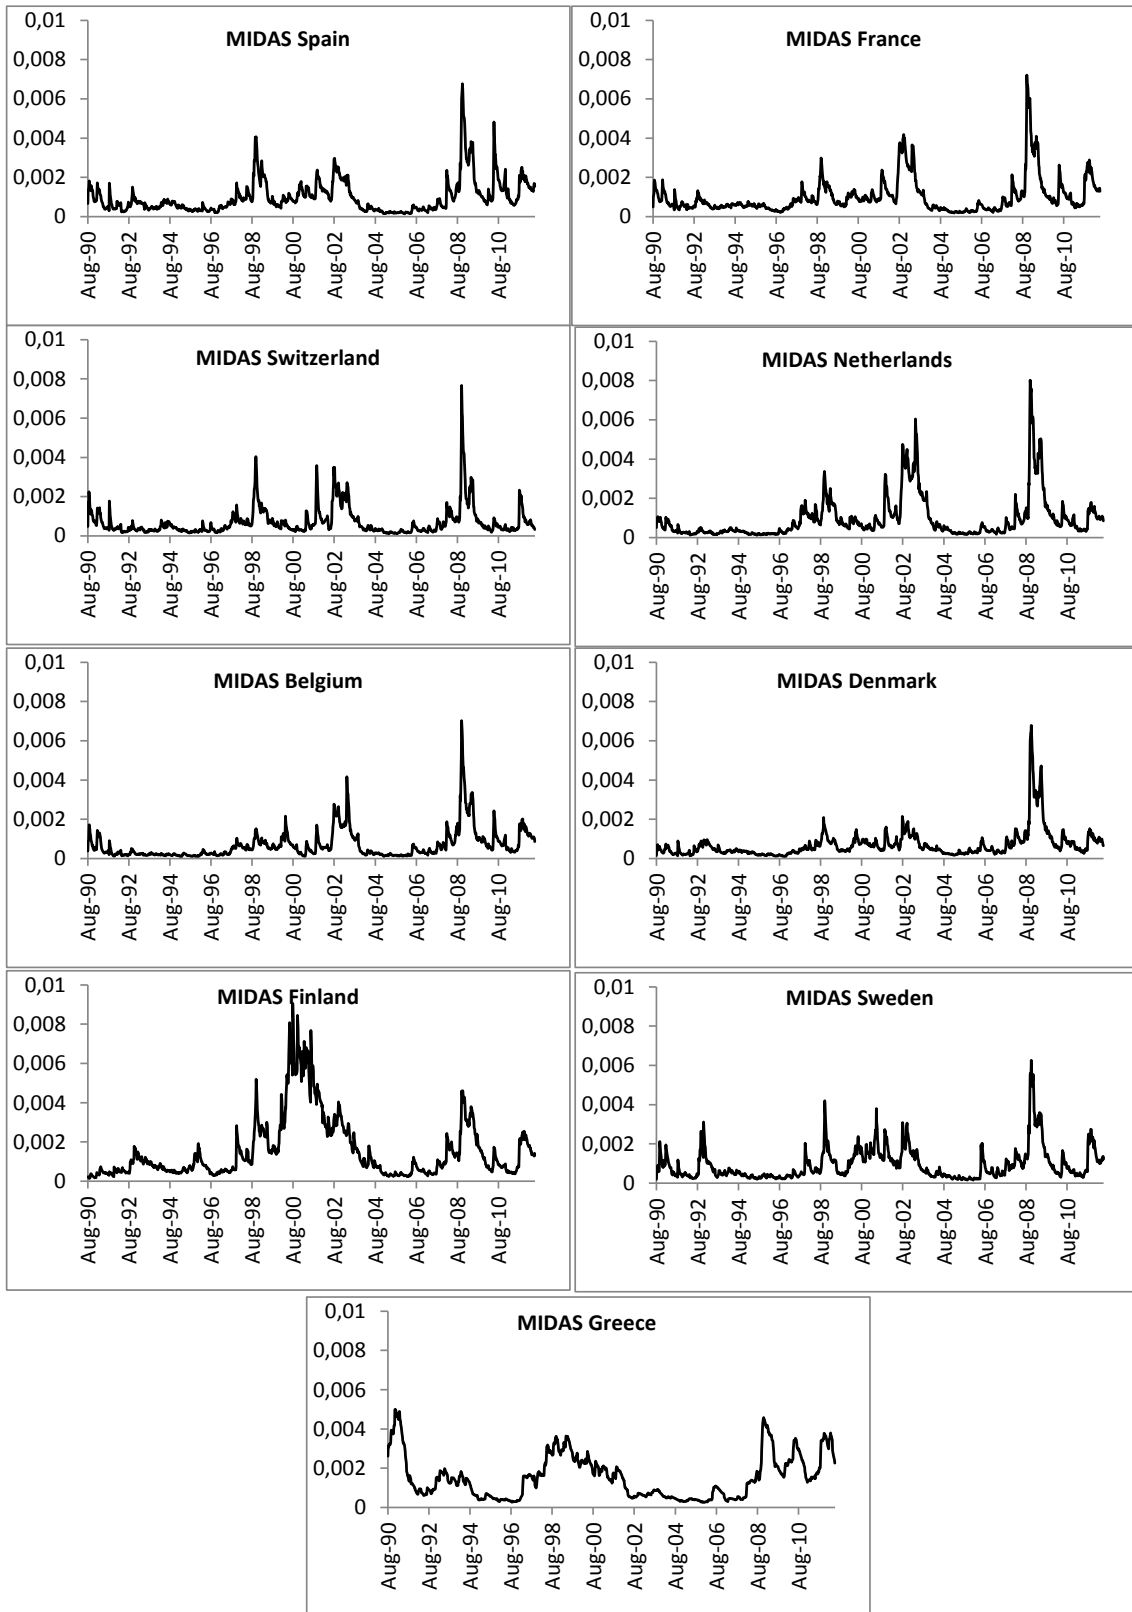 MIDAS Spain
0,01
0,008
0,006
0,004
0,002
0
Aug-90
Aug-92
Aug-94
Aug-96
Aug-98
Aug-00
Aug-02
Aug-04
Aug-06
Aug-08
Aug-10
MIDAS France
0,01
0,008
0,006
0,004
0,002
0
Aug-90
Aug-92
Aug-94
Aug-96
Aug-98
Aug-00
Aug-02
Aug-04
Aug-06
Aug-08
Aug-10
MIDAS Switzerland
0,01
0,008
0,006
0,004
0,002
0
Aug-90
Aug-92
Aug-94
Aug-96
Aug-98
Aug-00
Aug-02
Aug-04
Aug-06
Aug-08
Aug-10
MIDAS Netherlands
0,01
0,008
0,006
0,004
0,002
0
Aug-90
Aug-92
Aug-94
Aug-96
Aug-98
Aug-00
Aug-02
Aug-04
Aug-06
Aug-08
Aug-10
MIDAS Belgium
0,01
0,008
0,006
0,004
0,002
0
Aug-90
Aug-92
Aug-94
Aug-96
Aug-98
Aug-00
Aug-02
Aug-04
Aug-06
Aug-08
Aug-10
MIDAS Denmark
0,01
0,008
0,006
0,004
0,002
0
Aug-90
Aug-92
Aug-94
Aug-96
Aug-98
Aug-00
Aug-02
Aug-04
Aug-06
Aug-08
Aug-10
MIDAS Finland
0,01
0,008
0,006
0,004
0,002
0
Aug-90
Aug-92
Aug-94
Aug-96
Aug-98
Aug-00
Aug-02
Aug-04
Aug-06
Aug-08
Aug-10
MIDAS Sweden
0,01
0,008
0,006
0,004
0,002
0
Aug-90
Aug-92
Aug-94
Aug-96
Aug-98
Aug-00
Aug-02
Aug-04
Aug-06
Aug-08
Aug-10
MIDAS Greece
0,01
0,008
0,006
0,004
0,002
0
Aug-90
Aug-92
Aug-94
Aug-96
Aug-98
Aug-00
Aug-02
Aug-04
Aug-06
Aug-08
Aug-10